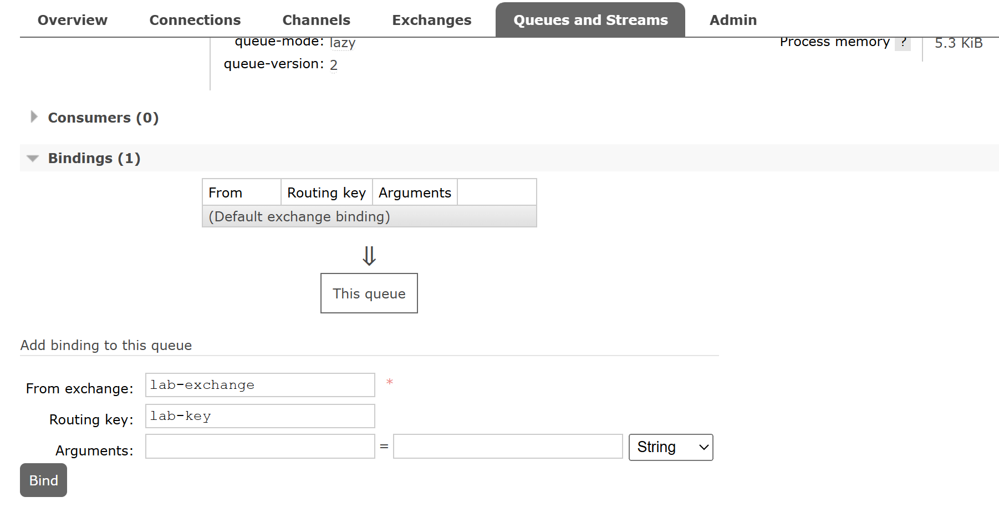 Overview Connections Channels Exchanges Queues and Streams Admin
queue-mode: lazy Process memory ? 5.3 KiB
queue-version: 2
Consumers (0)
Bindings (1)
From Routing key Arguments
(Default exchange binding)
⇓
This queue
Add binding to this queue
From exchange: lab-exchange *
Routing key: lab-key
Arguments: = String
Bind